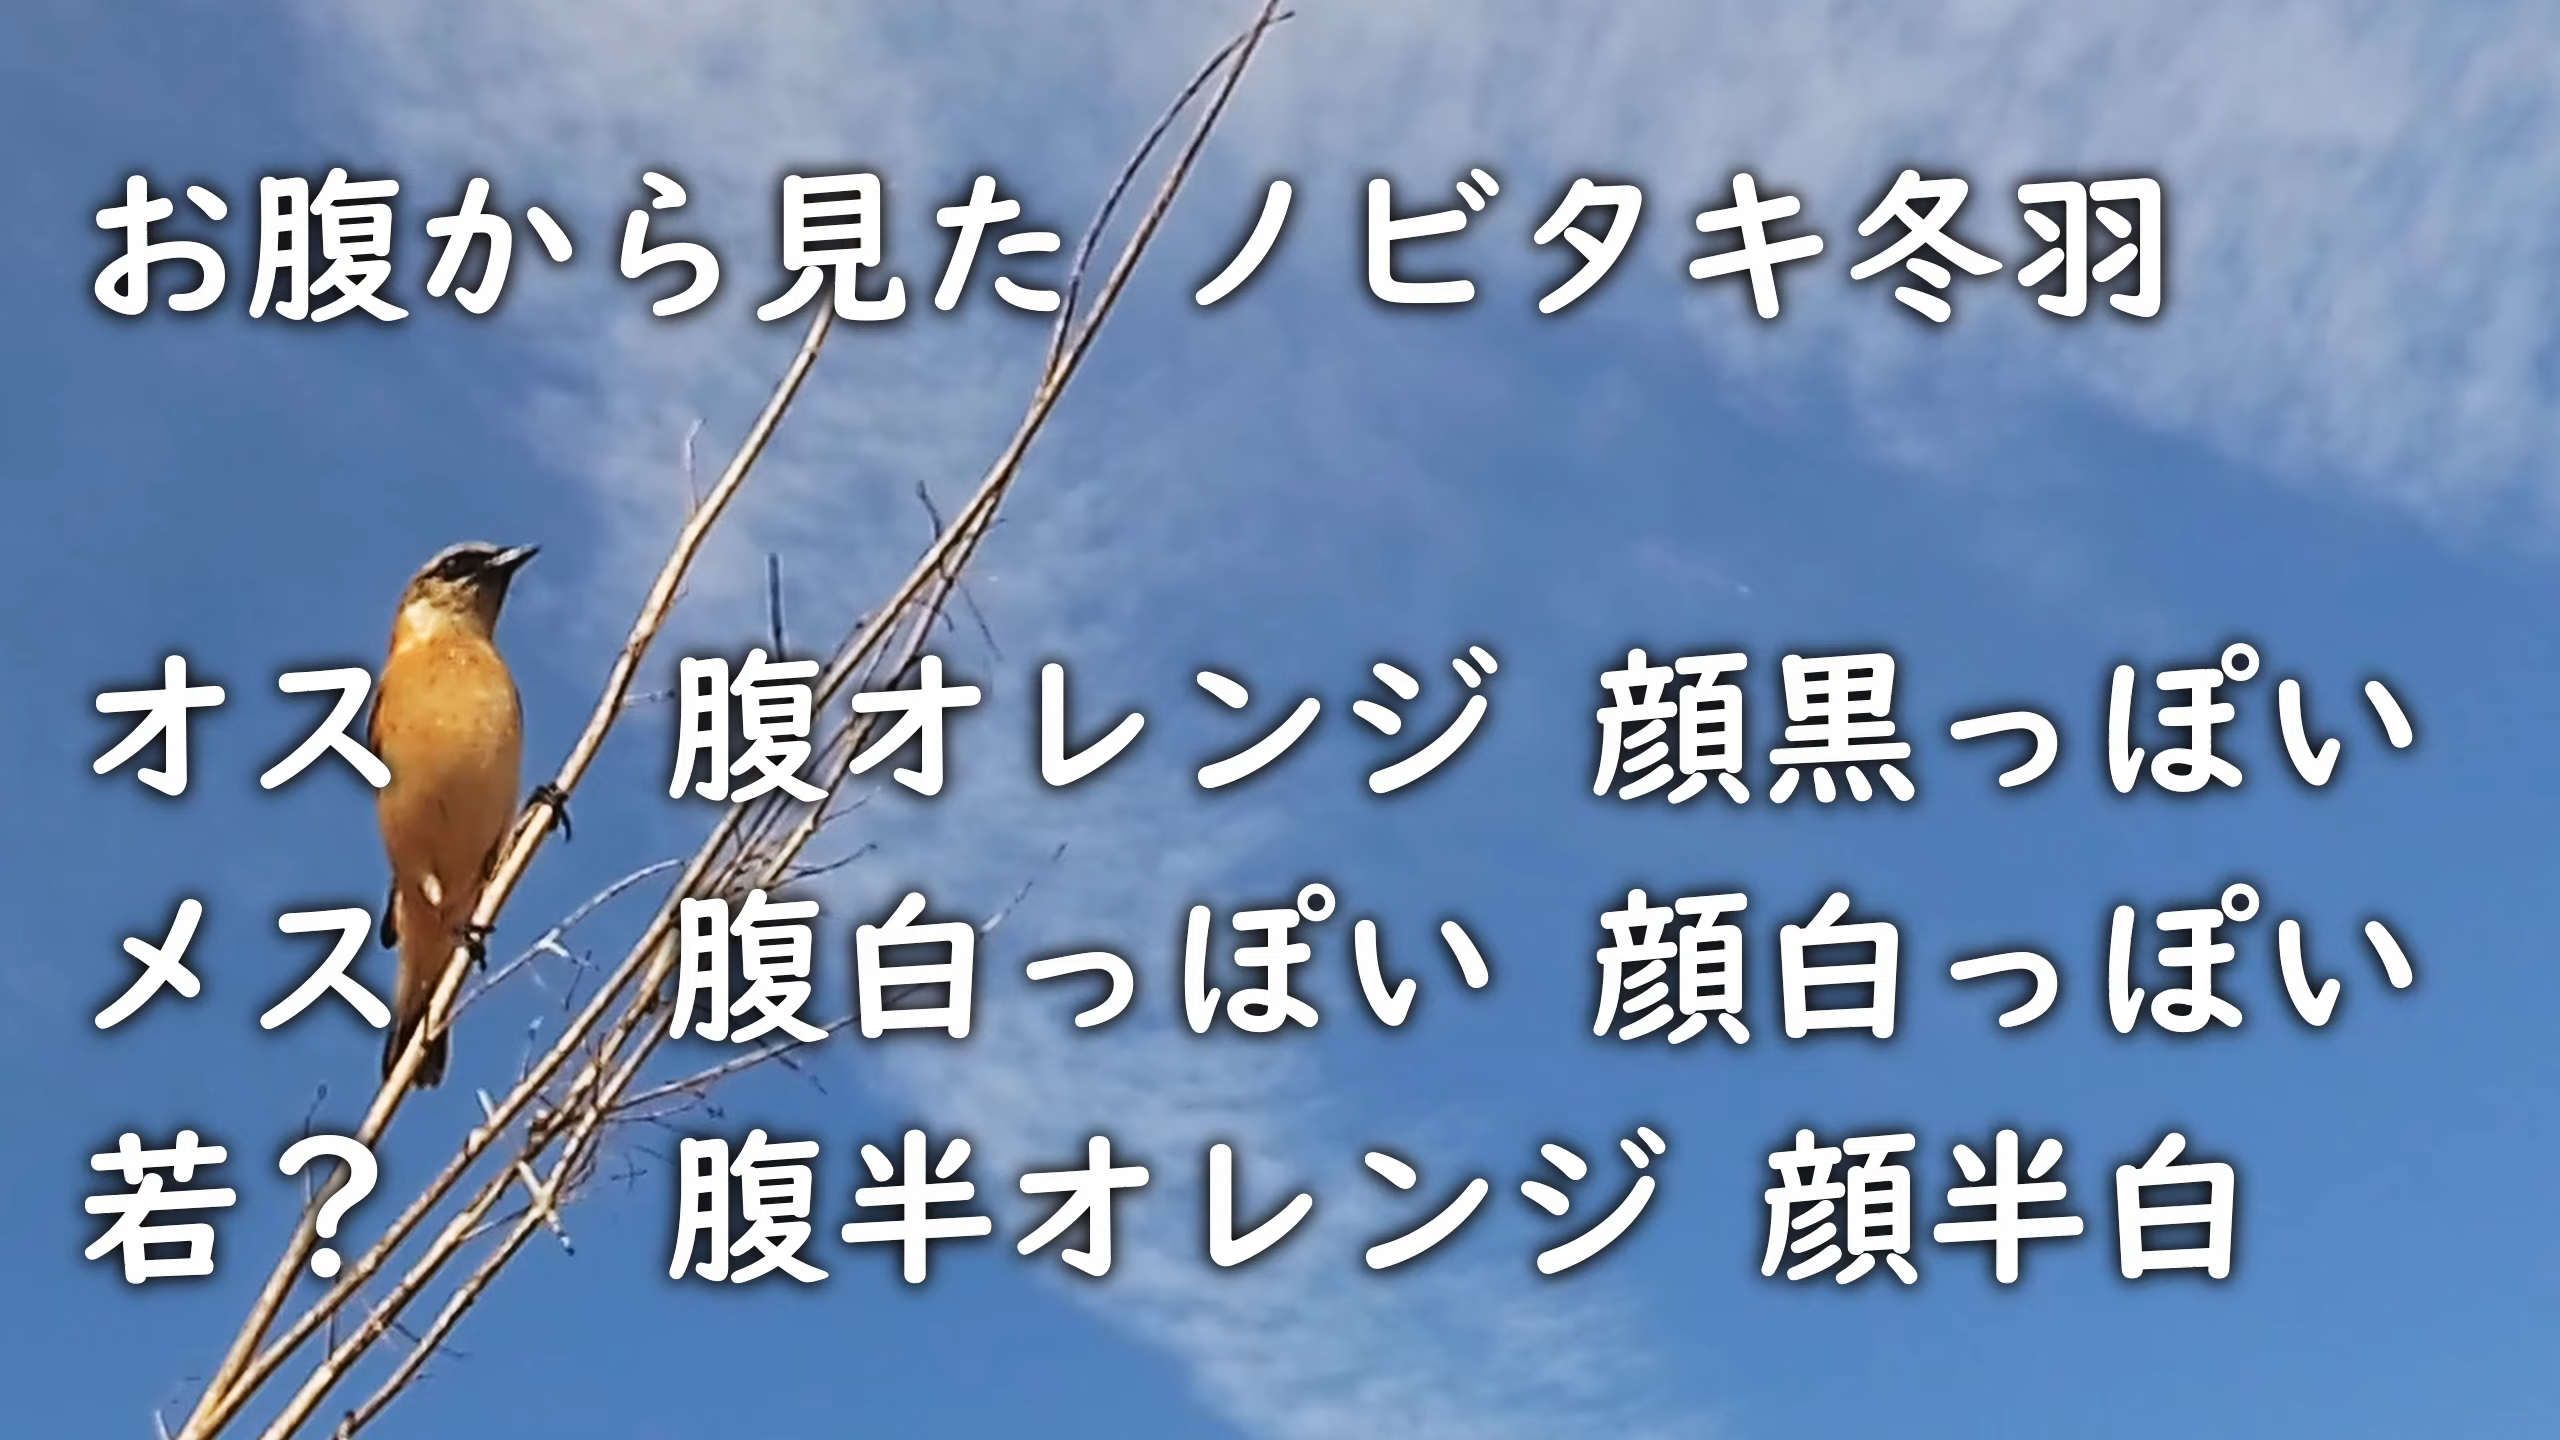 お腹から見た ノビタキ冬羽
オス 腹オレンジ 顔黒っぽい
メス 腹白っぽい 顔白っぽい
若? 腹半オレンジ 顔半白